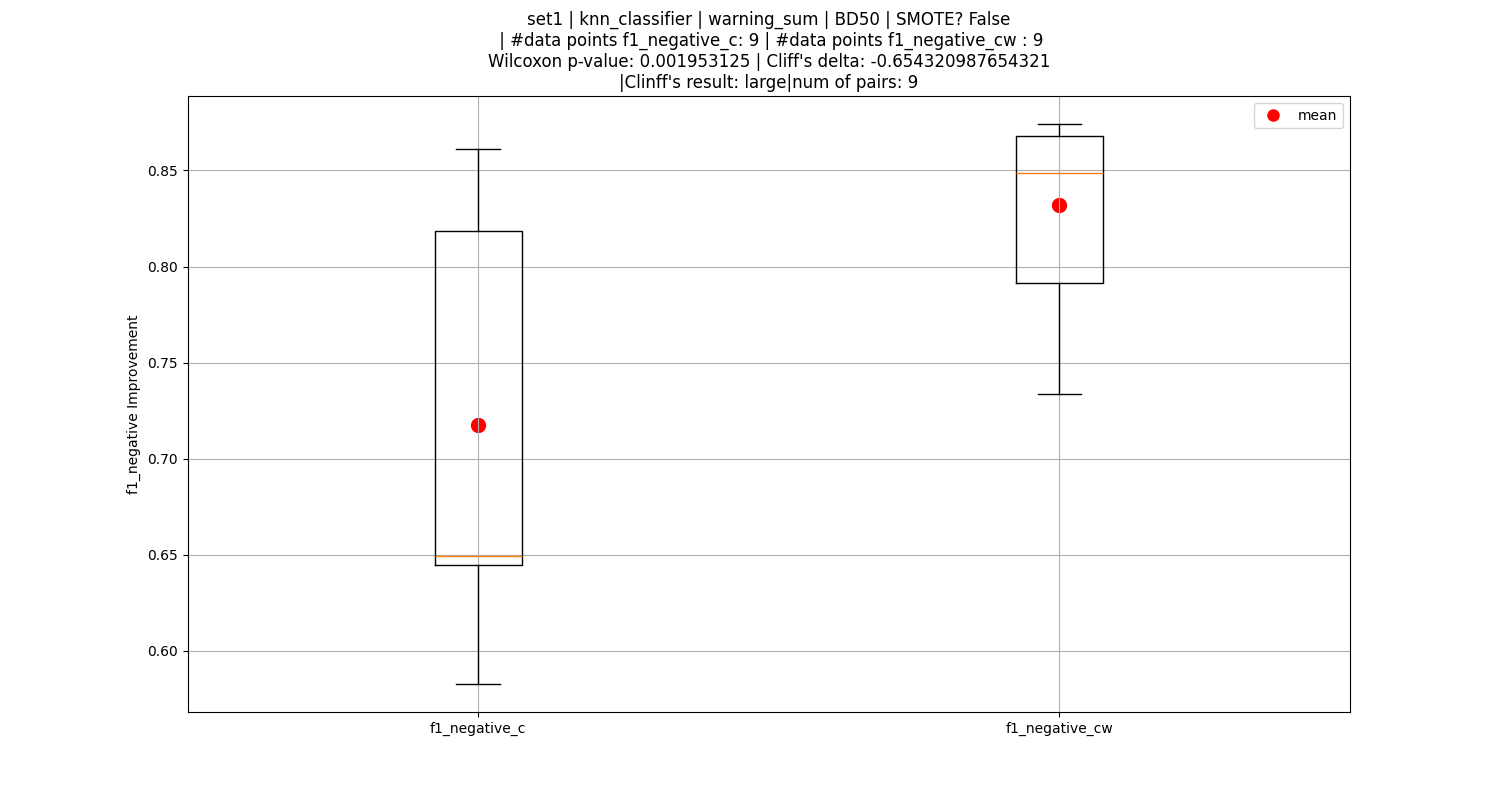 set1 | knn_classifier | warning_sum | BD50 | SMOTE? False
| #data points f1_negative_c: 9 | #data points f1_negative_cw : 9
Wilcoxon p-value: 0.001953125 | Cliff's delta: -0.654320987654321
|Clinff's result: large|num of pairs: 9
mean
0.85
0.80
0.75
0.70
0.65
0.60
f1_negative Improvement
f1_negative_c
f1_negative_cw